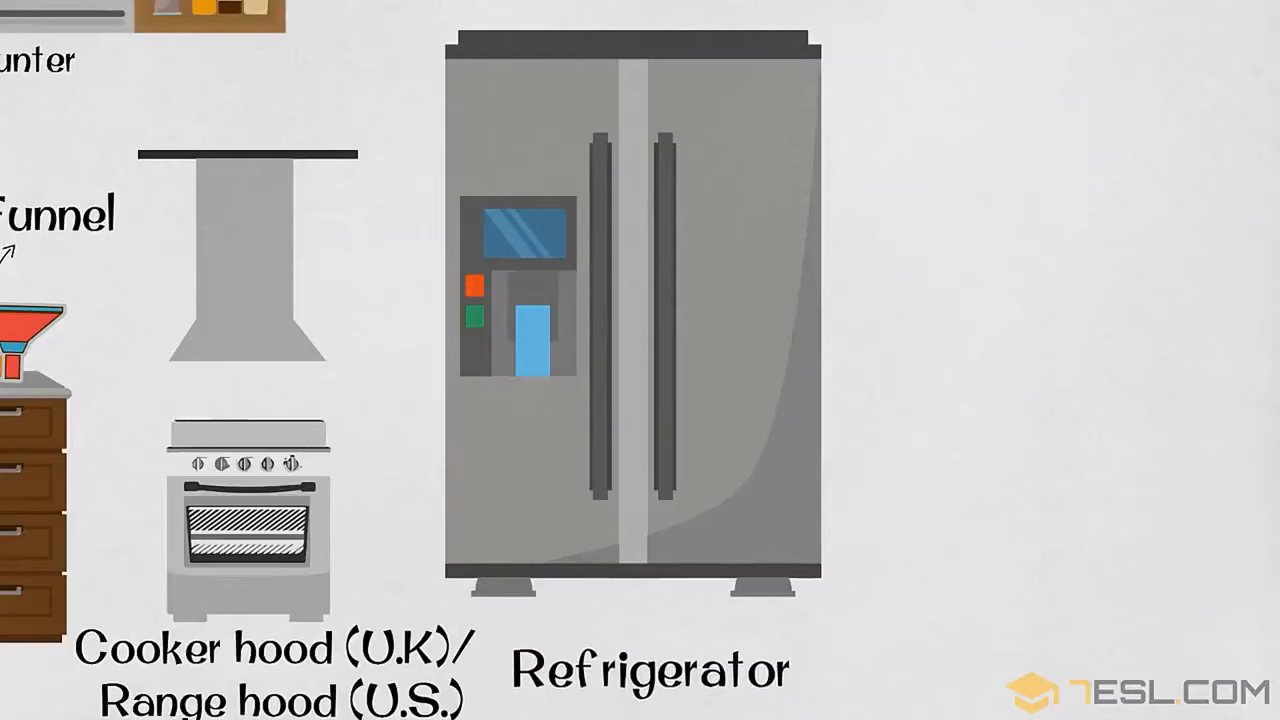 unter
Funnel
Cooker hood (U.K)/
Range hood (U.S.)
Refrigerator
7ESL.COM